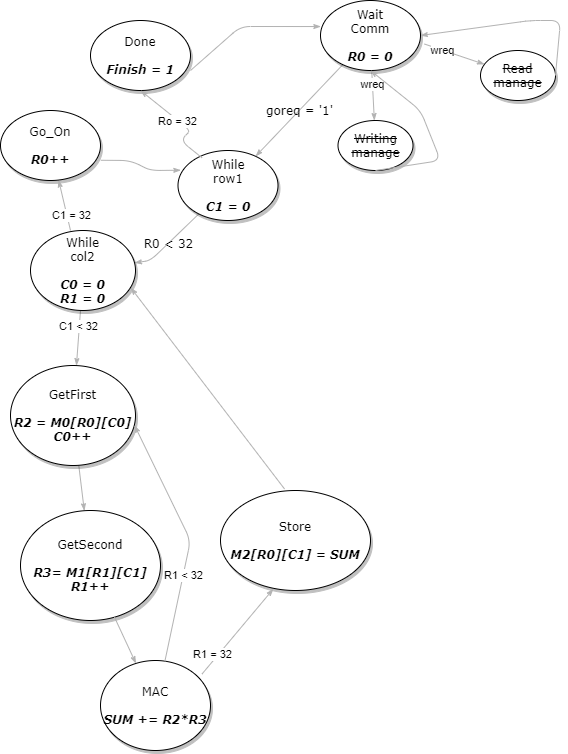 Wait
Comm
R0 = 0
Done
Finish = 1
wreq
Read
manage
wreq
goreq = '1'
Ro = 32
Writing
manage
Go_On
R0++
While
row1
C1 = 0
C1 = 32
R0 < 32
While
col2
C0 = 0
R1 = 0
C1 < 32
GetFirst
R2 = M0[R0][C0]
C0++
Store
M2[R0][C1] = SUM
GetSecond
R3= M1[R1][C1]
R1++
R1 < 32
R1 = 32
MAC
SUM += R2*R3